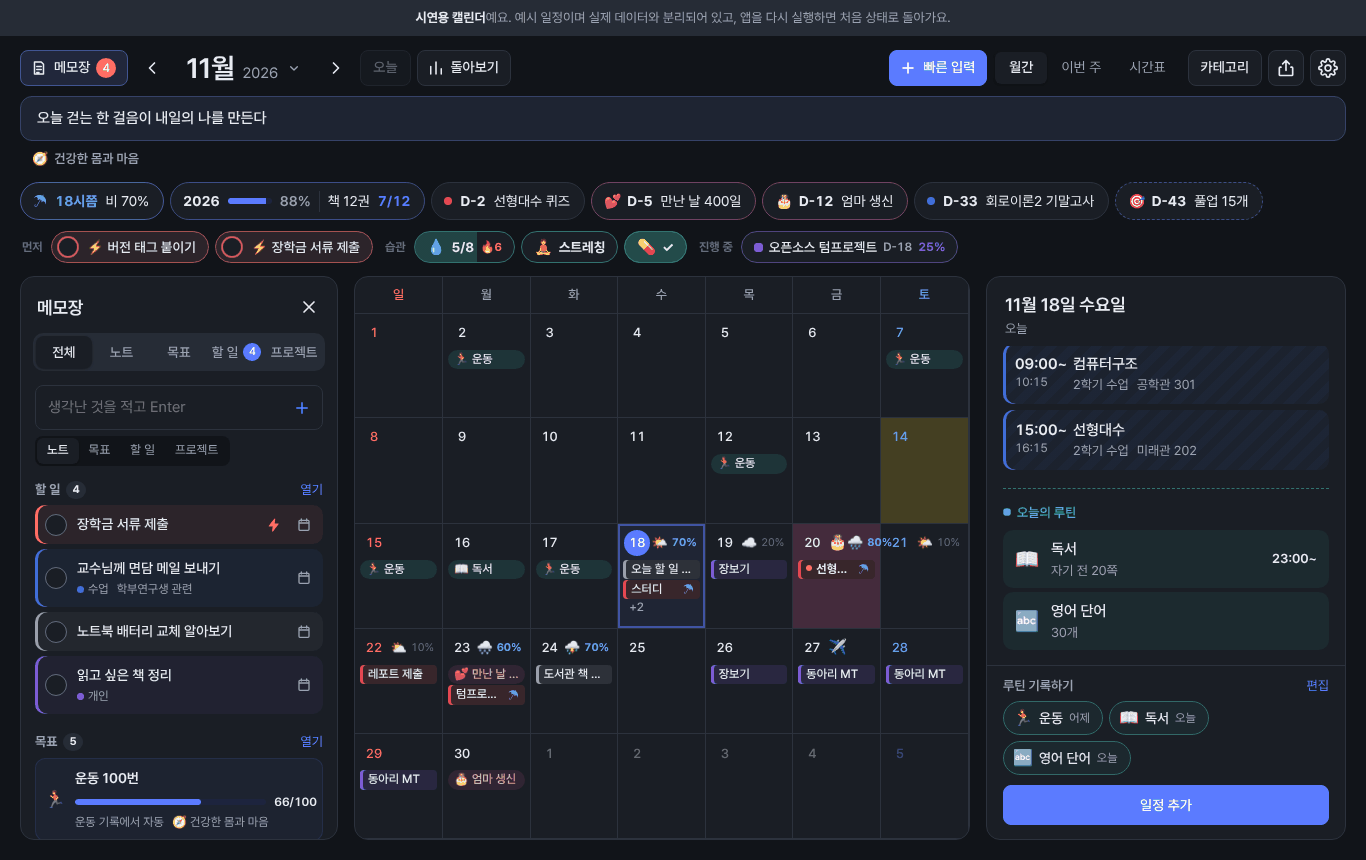 시연용 캘린더예요. 예시 일정이며 실제 데이터와 분리되어 있고, 앱을 다시 실행하면 처음 상태로 돌아가요.
메모장 4 11월 2026 오늘 돌아보기 빠른 입력 월간 이번 주 시간표 카테고리
오늘 걷는 한 걸음이 내일의 나를 만든다
건강한 몸과 마음
18시쯤 비 70% 2026 88% 책 12권 7/12 D-2 선형대수 퀴즈 D-5 만난 날 400일 D-12 엄마 생신 D-33 회로이론2 기말고사 D-43 풀업 15개
먼저 버전 태그 붙이기 장학금 서류 제출 습관 5/8 6 스트레칭 진행 중 오픈소스 텀프로젝트 D-18 25%
메모장
전체 노트 목표 할 일 4 프로젝트
생각난 것을 적고 Enter
노트 목표 할 일 프로젝트
할 일 4 열기
장학금 서류 제출
교수님께 면담 메일 보내기
수업 학부연구생 관련
노트북 배터리 교체 알아보기
읽고 싶은 책 정리
개인
목표 5 열기
운동 100번
66/100
운동 기록에서 자동 건강한 몸과 마음
일 월 화 수 목 금 토
1 2 3 4 5 6 7
운동 운동
8 9 10 11 12 13 14
운동
15 16 17 18 70% 19 20% 20 80% 21 10%
운동 독서 운동 오늘 할 일 ... 장보기 선형...
스터디
+2
22 10% 23 60% 24 70% 25 26 27 28
레포트 제출 만난 날 ... 도서관 책 ... 장보기 동아리 MT 동아리 MT
텀프로...
29 30 1 2 3 4 5
동아리 MT 엄마 생신
11월 18일 수요일
오늘
09:00~ 컴퓨터구조
10:15 2학기 수업 공학관 301
15:00~ 선형대수
16:15 2학기 수업 미래관 202
오늘의 루틴
독서
자기 전 20쪽
23:00~
abc 영어 단어
30개
루틴 기록하기 편집
운동 어제 독서 오늘
abc 영어 단어 오늘
일정 추가